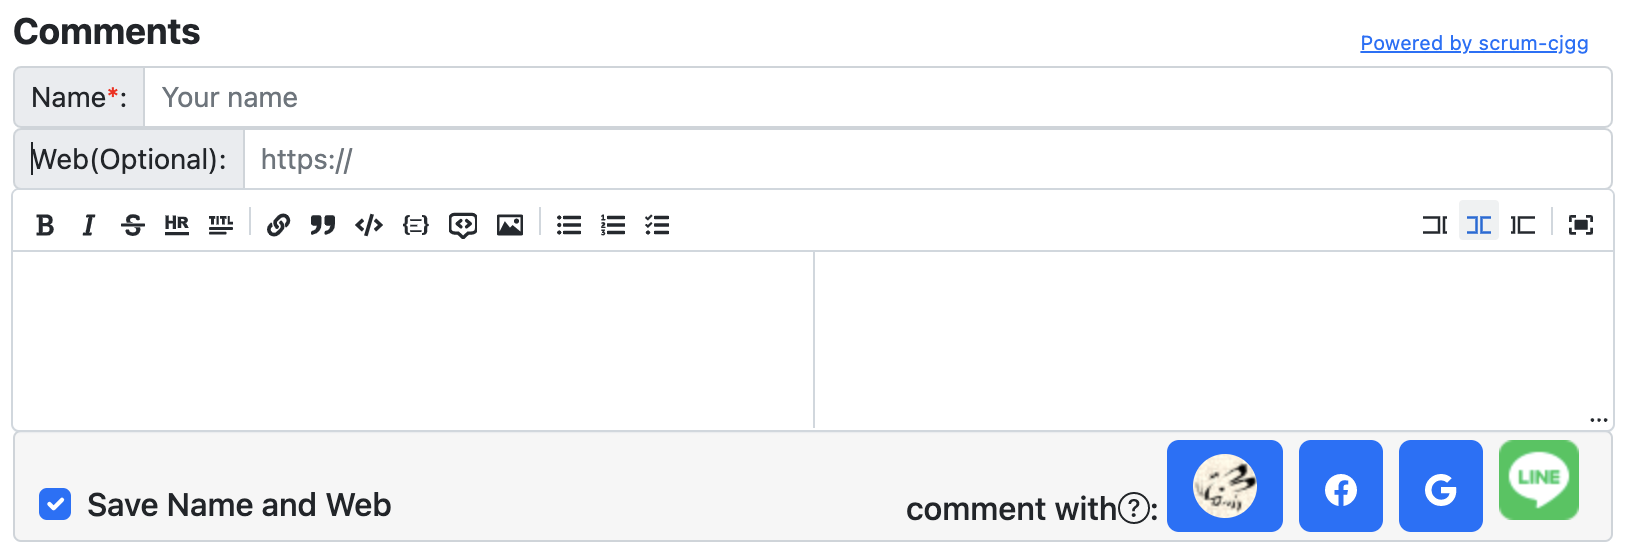 Comments
Powered by scrum-cjgg
Name*: Your name
Web(Optional): https://
B I S HR TITL
Save Name and Web
comment with?: LINE